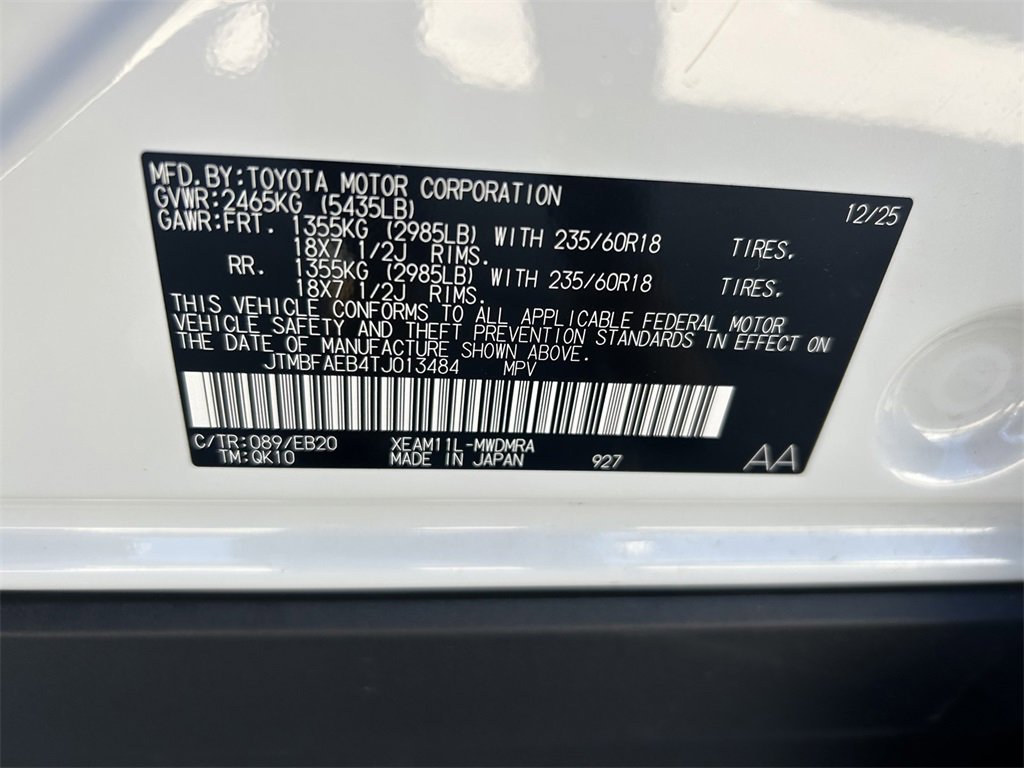 MFD.BY:TOYOTA MOTOR CORPORATION 12/25
GVWR:2465KG (5435LB)
GAWR:FRT. 1355KG (2985LB) WITH 235/60R18 TIRES,
18X7 1/2J RIMS.
RR. 1355KG (2985LB) WITH 235/60R18 TIRES,
18X7 1/2J RIMS.
THIS VEHICLE CONFORMS TO ALL APPLICABLE FEDERAL MOTOR
VEHICLE SAFETY AND THEFT PREVENTION STANDARDS IN EFFECT ON
THE DATE OF MANUFACTURE SHOWN ABOVE.
JTMBFAEB4TJ013484 MPV
C/TR:089/EB20 XEAM11L-MWDMRA
TM:QK10 MADE IN JAPAN 927 AA